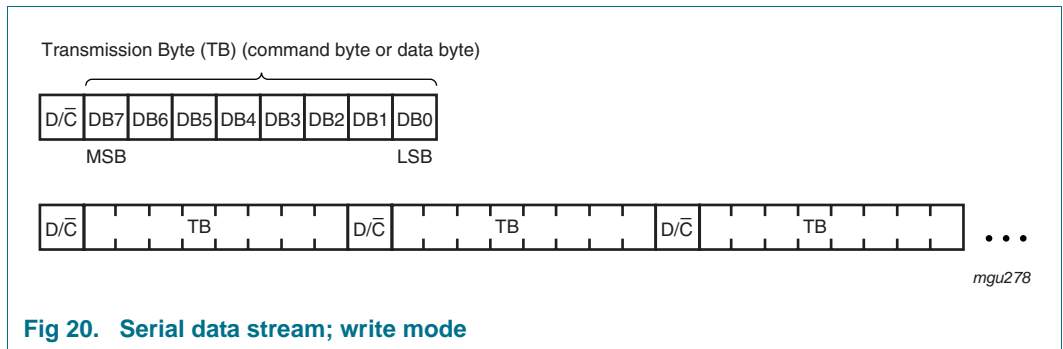 Transmission Byte (TB) (command byte or data byte)
D/C̅ DB7 DB6 DB5 DB4 DB3 DB2 DB1 DB0
MSB LSB
D/C̅ TB D/C̅ TB D/C̅ TB • • •
mgu278
Fig 20. Serial data stream; write mode